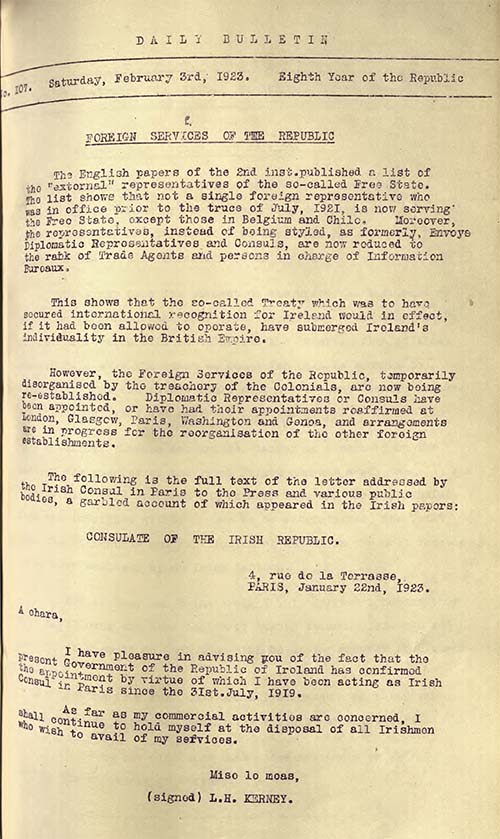 DAILY BULLETIN
No. 107. Saturday, February 3rd, 1923. Eighth Year of the Republic
FOREIGN SERVICES OF THE REPUBLIC
The English papers of the 2nd inst.published a list of
the "external" representatives of the so-called Free State.
The list shows that not a single foreign representative who
was in office prior to the truce of July, 1921, is now serving
the Free State, except those in Belgium and Chile. Moreover,
the representatives, instead of being styled, as formerly, Envoys
Diplomatic Representatives and Consuls, are now reduced to
the rabk of Trade Agents and persons in charge of Information
Bureaux.
This shows that the so-called Treaty which was to have
secured international recognition for Ireland would in effect,
if it had been allowed to operate, have submerged Ireland's
individuality in the British Empire.
However, the Foreign Services of the Republic, temporarily
disorganised by the treachery of the Colonials, are now being
re-established. Diplomatic Representatives or Consuls have
been appointed, or have had their appointments reaffirmed at
London, Glasgow, Paris, Washington and Genoa, and arrangements
are in progress for the reorganisation of the other foreign
establishments.
The following is the full text of the letter addressed by
the Irish Consul in Paris to the Press and various public
bodies, a garbled account of which appeared in the Irish papers:
CONSULATE OF THE IRISH REPUBLIC.
4, rue de la Terrasse,
PARIS, January 22nd, 1923.
A chara,
I have pleasure in advising you of the fact that the
present Government of the Republic of Ireland has confirmed
the appointment by virtue of which I have been acting as Irish
Consul in Paris since the 31st.July, 1919.
As far as my commercial activities are concerned, I
shall continue to hold myself at the disposal of all Irishmen
who wish to avail of my services.
Mise le meas,
(signed) L.H. KERNEY.